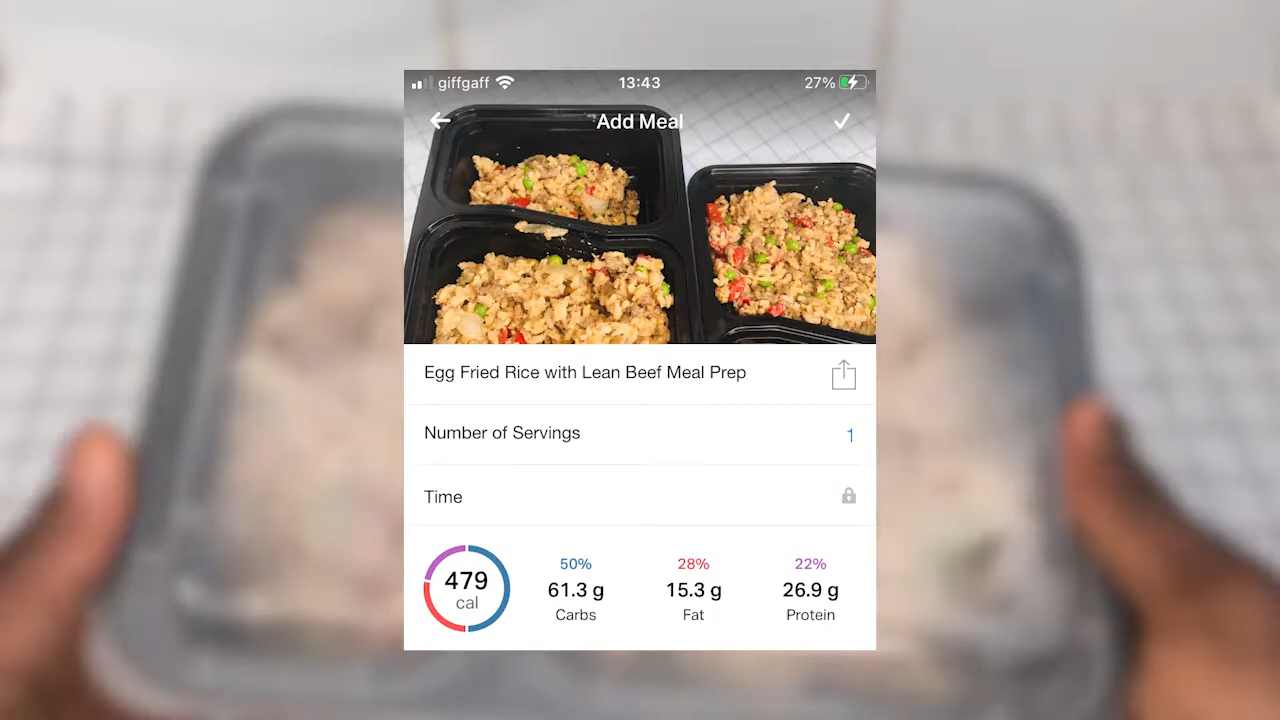 giffgaff 13:43 27%
Add Meal
Egg Fried Rice with Lean Beef Meal Prep
Number of Servings 1
Time
479 cal
50% 28% 22%
61.3 g 15.3 g 26.9 g
Carbs Fat Protein